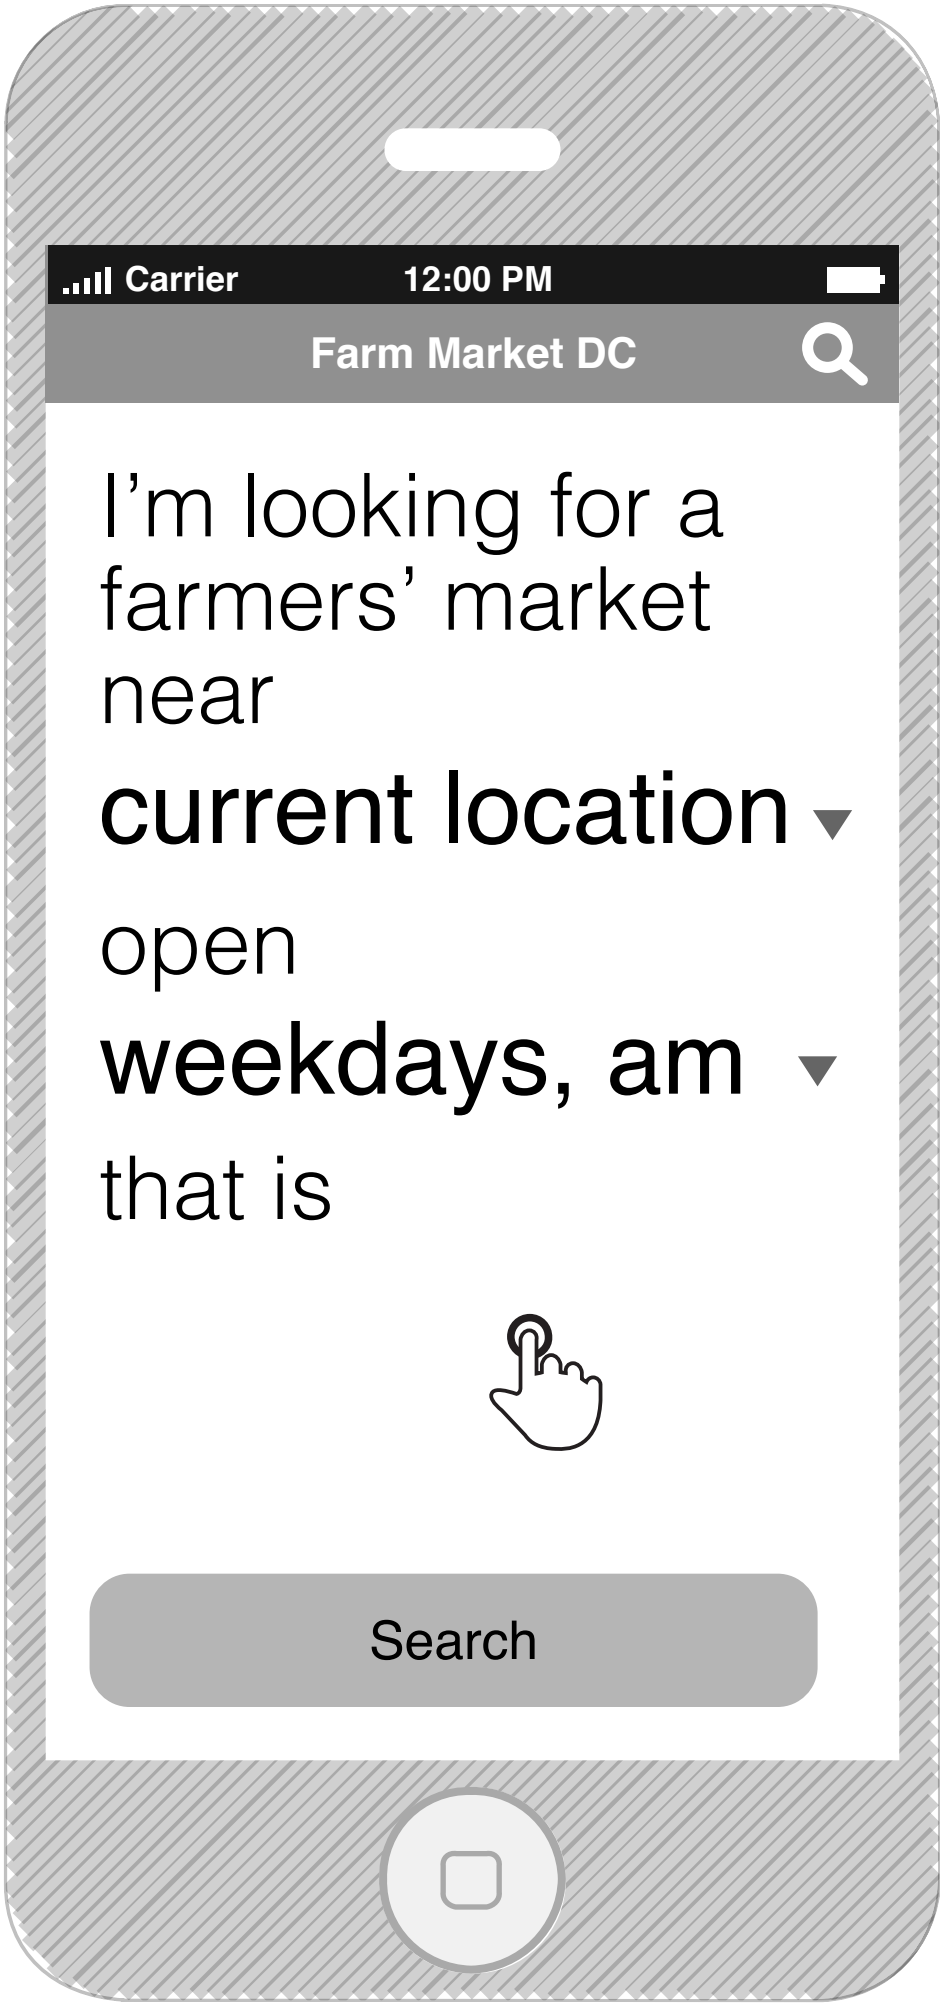 Carrier 12:00 PM
Farm Market DC
I’m looking for a
farmers’ market
near
current location
open
weekdays, am
that is
Search